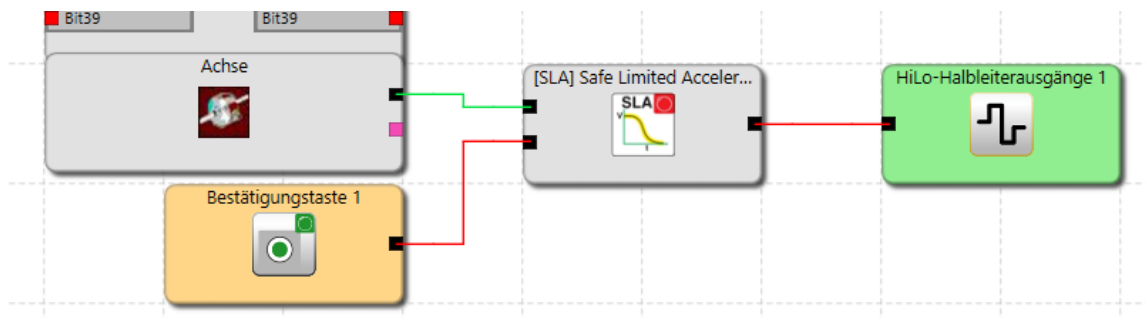 Bit39 Bit39
Achse
[SLA] Safe Limited Acceler...
HiLo-Halbleiterausgänge 1
SLA
V
t
Bestätigungstaste 1